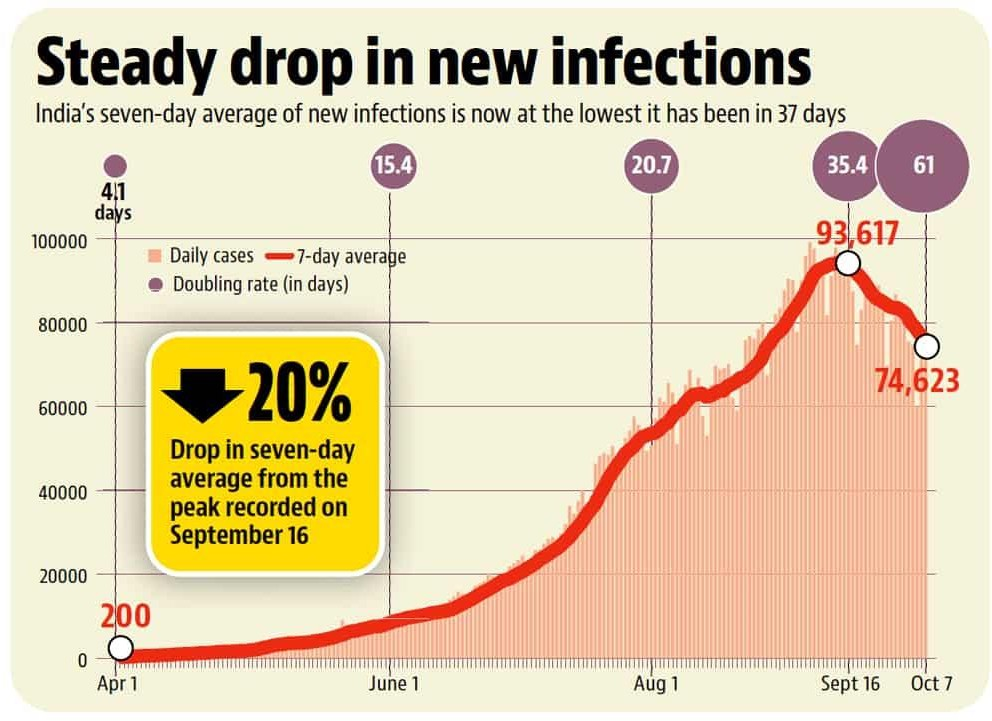 Steady drop in new infections
India's seven-day average of new infections is now at the lowest it has been in 37 days
4.1
days
15.4
20.7
35.4
61
93,617
100000
Daily cases
7-day average
Doubling rate (in days)
80000
20%
Drop in seven-day
average from the
peak recorded on
September 16
74,623
60000
40000
20000
200
0
Apr 1
June 1
Aug 1
Sept 16
Oct 7